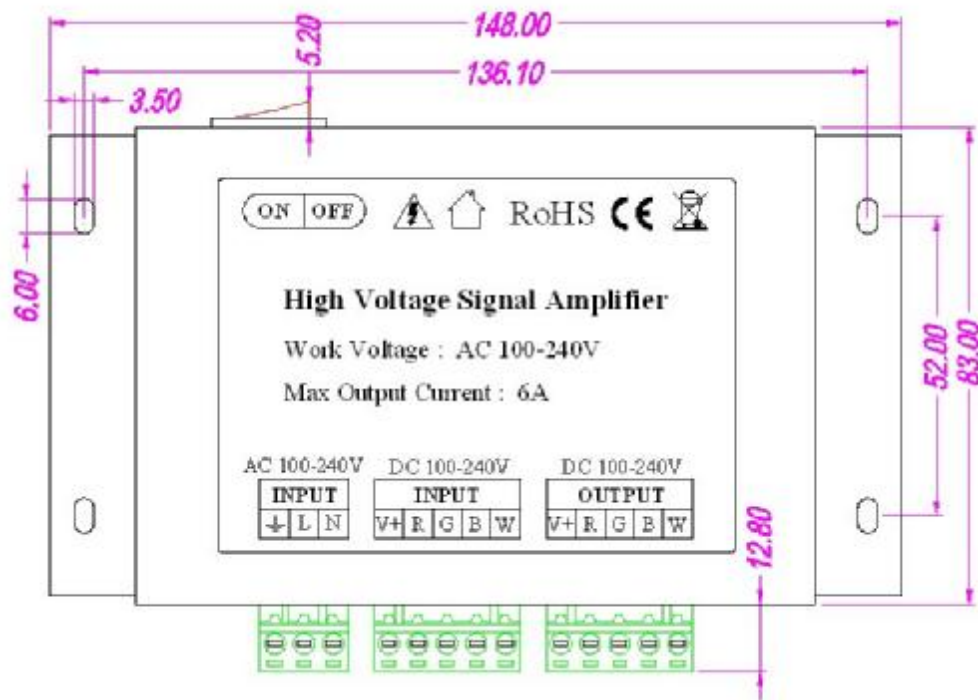 148.00
5.20
136.10
3.50
6.00
ON OFF RoHS CE
High Voltage Signal Amplifier
Work Voltage : AC 100-240V
Max Output Current : 6A
52.00
83.00
AC 100-240V DC 100-240V DC 100-240V
INPUT INPUT OUTPUT
L N V+ R G B W V+ R G B W
12.80